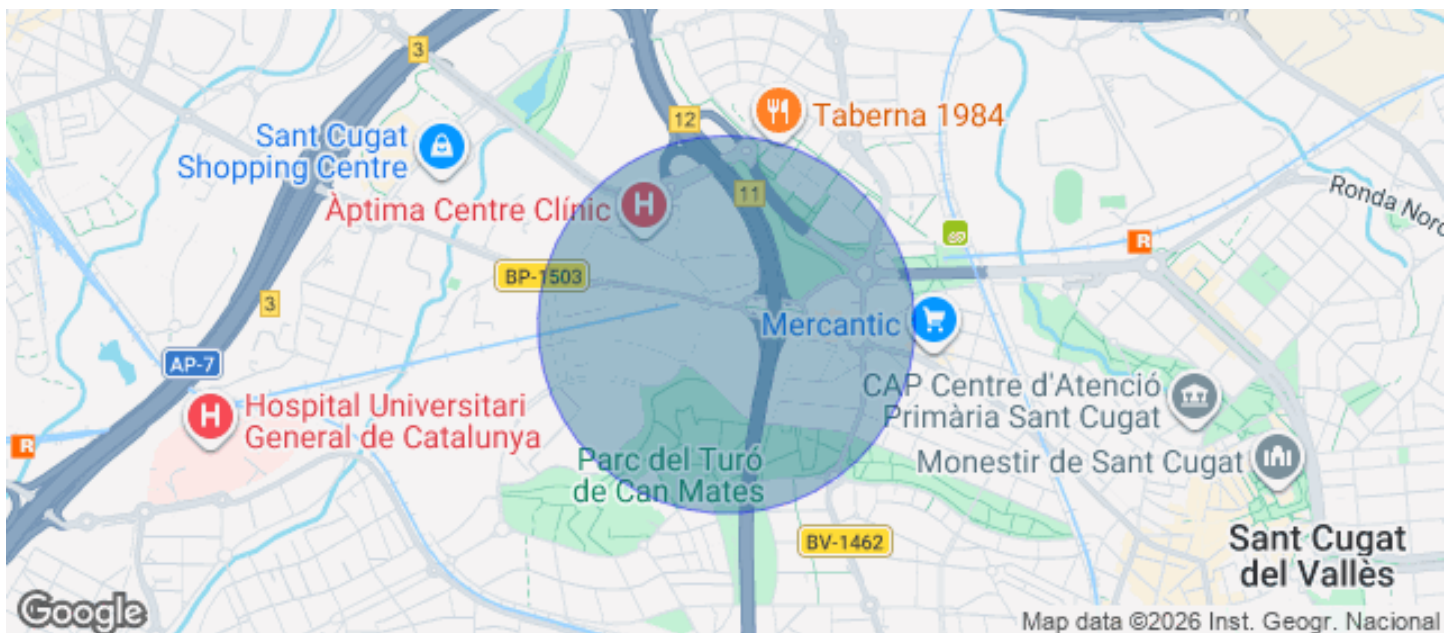 3
12
Taberna 1984
Sant Cugat
Shopping Centre
Àptima Centre Clínic
H
11
Ronda Nord
R
BP-1503
3
Mercantic
AP-7
H
Hospital Universitari
General de Catalunya
CAP Centre d'Atenció
Primària Sant Cugat
R
Parc del Turó
de Can Mates
Monestir de Sant Cugat
BV-1462
Sant Cugat
del Vallès
Google
Map data ©2026 Inst. Geogr. Nacional